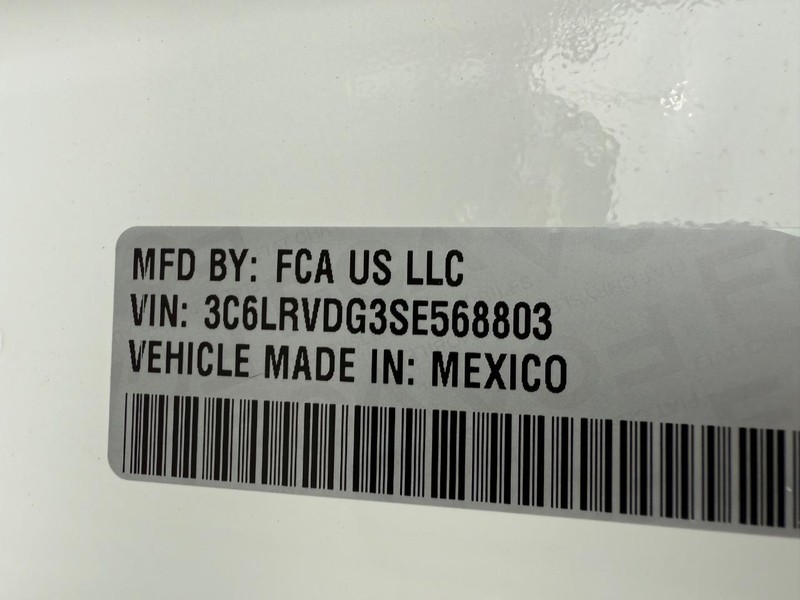 MFD BY: FCA US LLC
VIN: 3C6LRVDG3SE568803
VEHICLE MADE IN: MEXICO